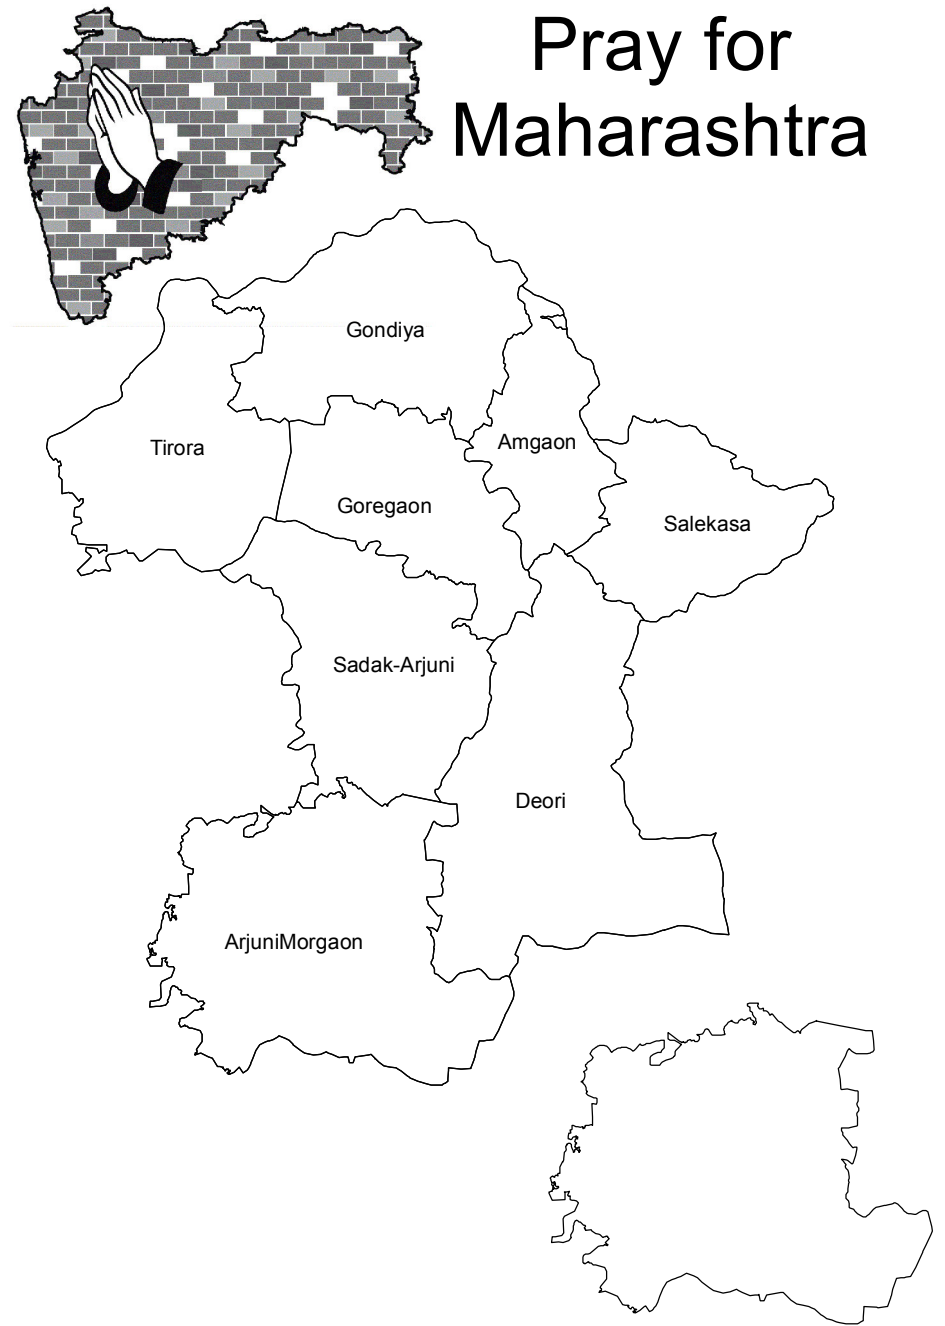 Pray for
Maharashtra
Gondiya
Tirora
Amgaon
Goregaon
Salekasa
Sadak-Arjuni
Deori
ArjuniMorgaon